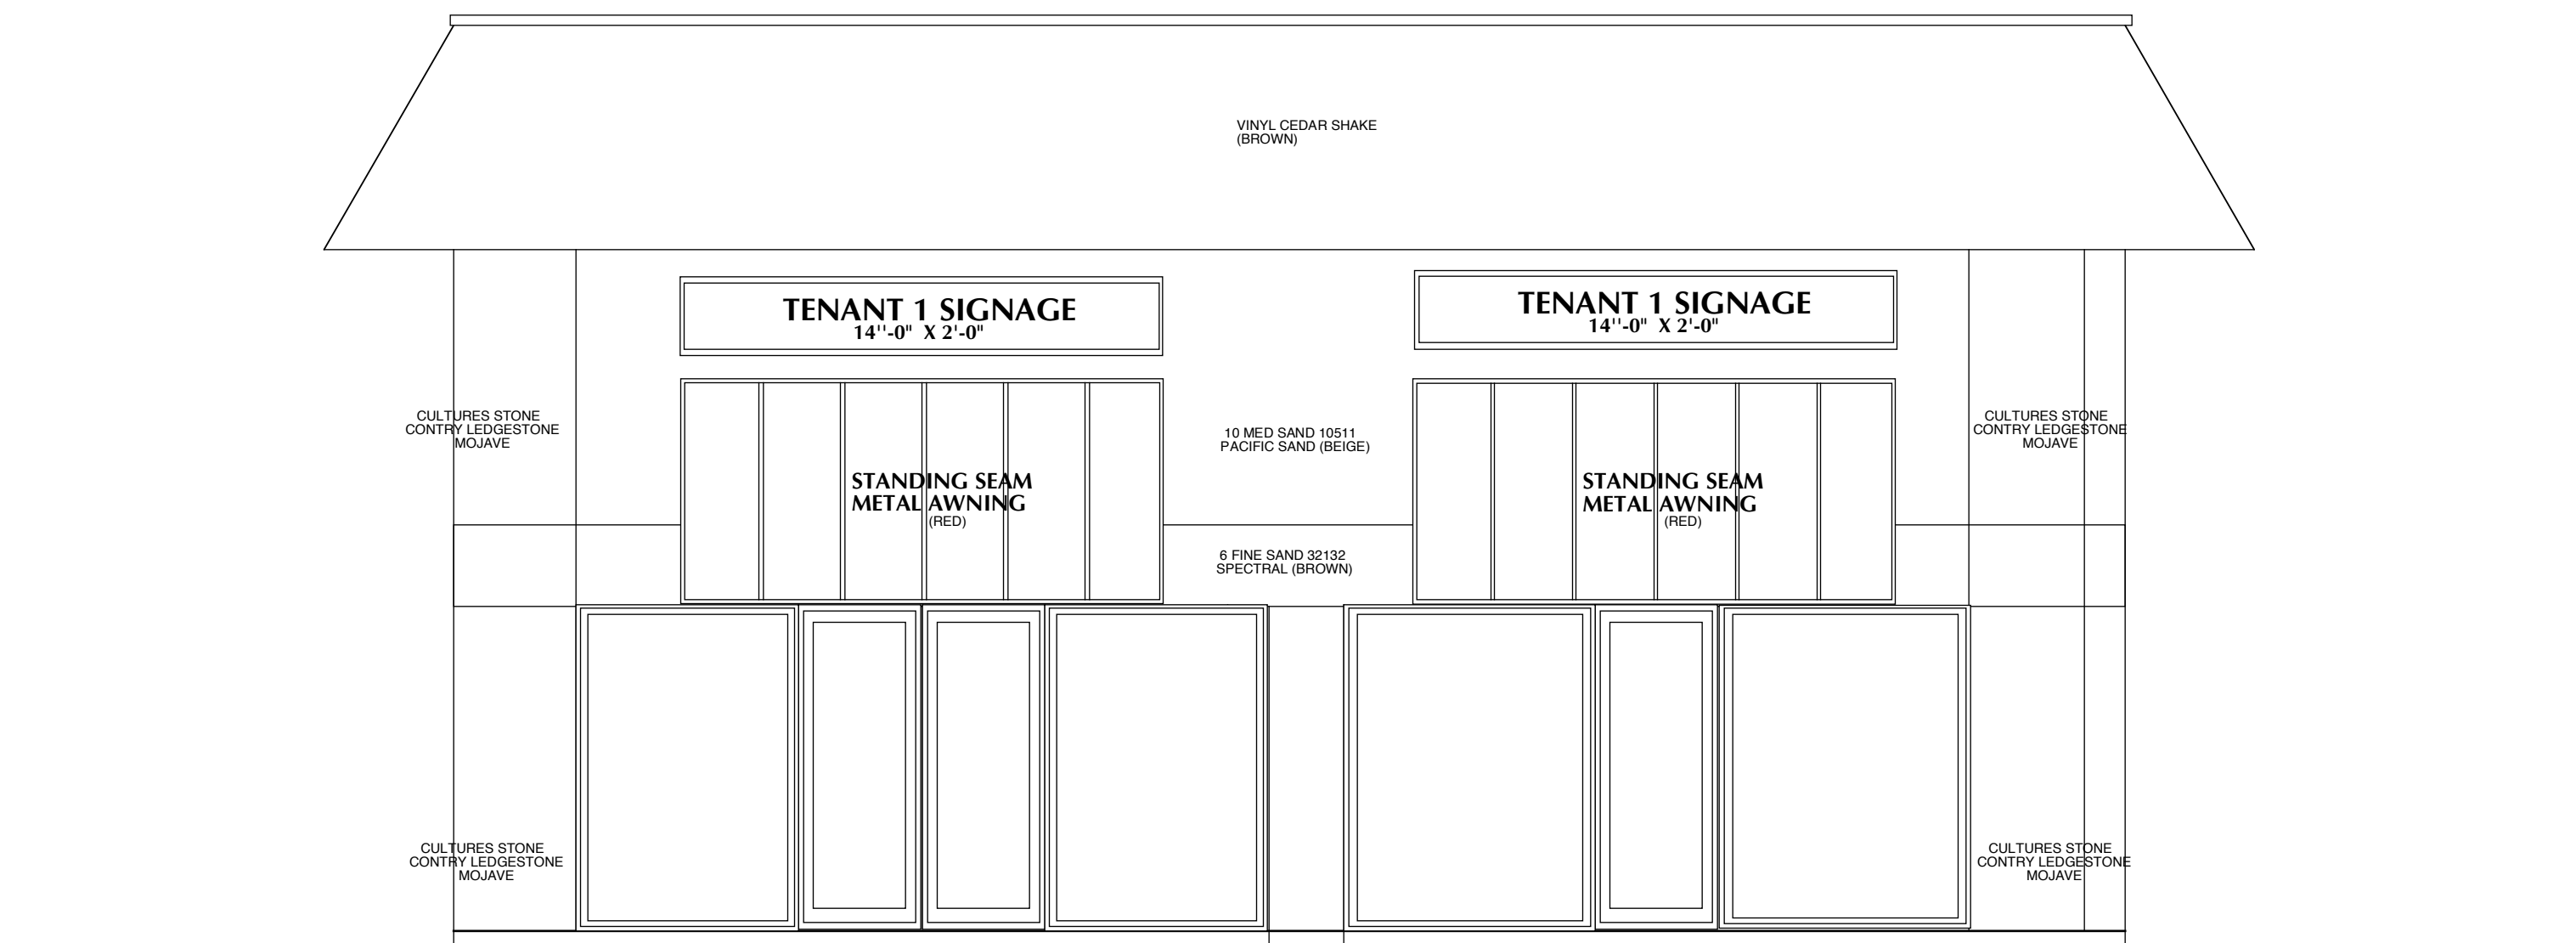 VINYL CEDAR SHAKE
(BROWN)
TENANT 1 SIGNAGE
14''-0" X 2'-0"
TENANT 1 SIGNAGE
14''-0" X 2'-0"
CULTURES STONE
CONTRY LEDGESTONE
MOJAVE
STANDING SEAM
METAL AWNING
(RED)
10 MED SAND 10511
PACIFIC SAND (BEIGE)
STANDING SEAM
METAL AWNING
(RED)
CULTURES STONE
CONTRY LEDGESTONE
MOJAVE
6 FINE SAND 32132
SPECTRAL (BROWN)
CULTURES STONE
CONTRY LEDGESTONE
MOJAVE
CULTURES STONE
CONTRY LEDGESTONE
MOJAVE